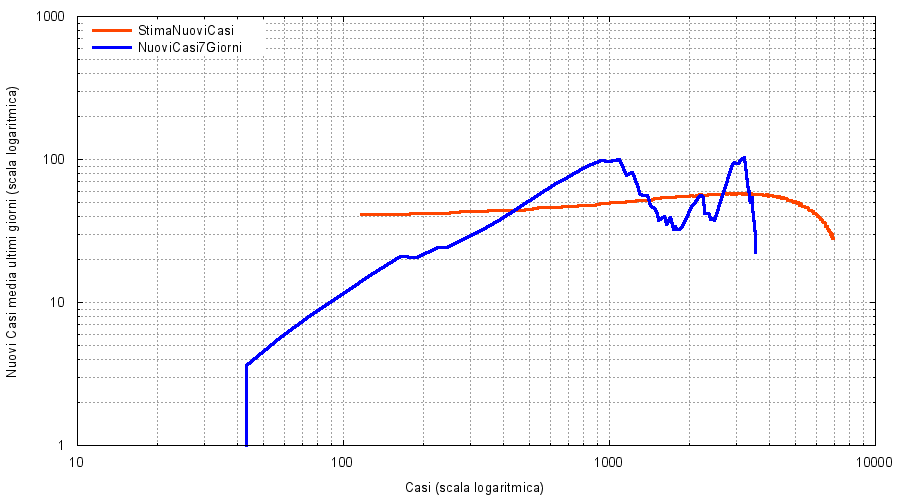 1000
StimaNuoviCasi
NuoviCasi7Giorni
100
10
1
Nuovi Casi media ultimi giorni (scala logaritmica)
10
100
1000
10000
Casi (scala logaritmica)